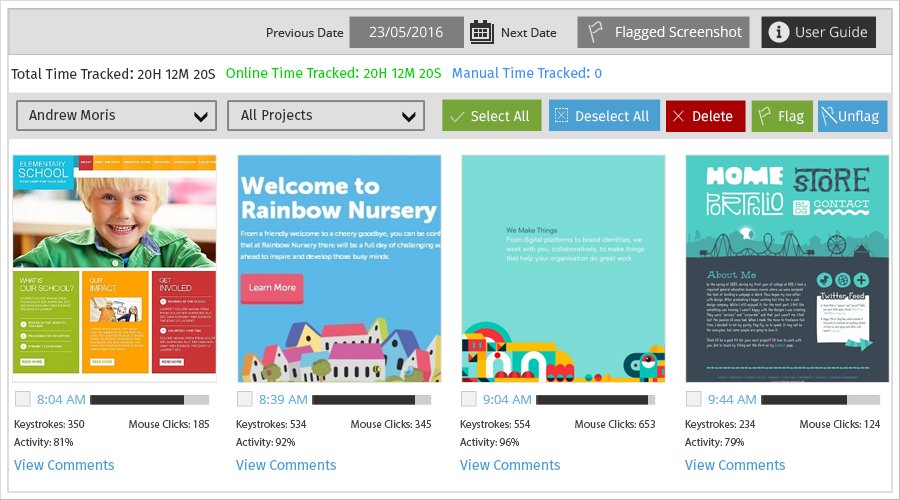 Previous Date 23/05/2016 Next Date Flagged Screenshot User Guide
Total Time Tracked: 20H 12M 20S Online Time Tracked: 20H 12M 20S Manual Time Tracked: 0
Andrew Moris All Projects Select All Deselect All Delete Flag Unflag
ELEMENTARY
SCHOOL
WHAT IS
OUR SCHOOL?
OUR
IMPACT
GET
INVOLVED
READ MORE READ MORE READ MORE
Welcome to
Rainbow Nursery
From a friendly welcome to a cheery goodbye, you can be conf
that at Rainbow Nursery there will be a full day of challenging ac
ahead to inspire and develop those busy minds.
Learn More
We Make Things
From digital platforms to brand identities, we
work with you, collaboratively, to make things
that help your organisation do great work.
HOME STORE
PORTFOLIO BLOG CONTACT
About Me
Twitter Feed
8:04 AM 8:39 AM 9:04 AM 9:44 AM
Keystrokes: 350 Mouse Clicks: 185 Keystrokes: 534 Mouse Clicks: 345 Keystrokes: 554 Mouse Clicks: 653 Keystrokes: 234 Mouse Clicks: 124
Activity: 81% Activity: 92% Activity: 96% Activity: 79%
View Comments View Comments View Comments View Comments